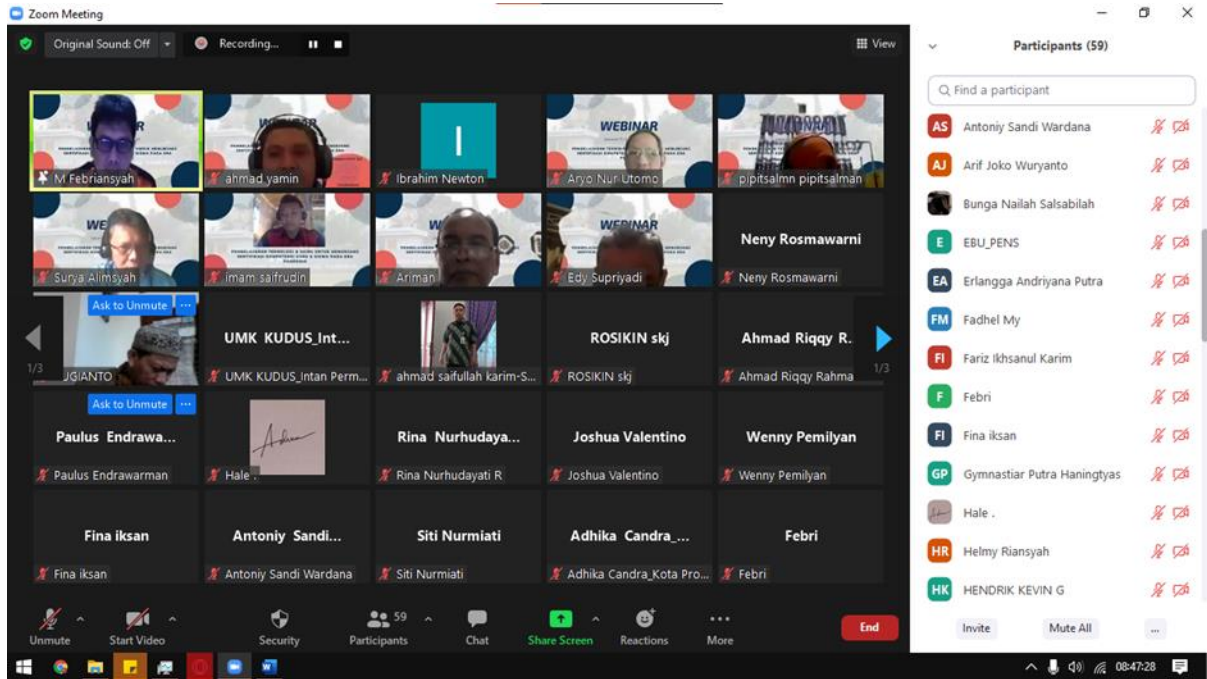 Zoom Meeting
Original Sound: Off
Recording...
View
M Febriansyah
ahmad yamin
I
Ibrahim Newton
WEBINAR
Aryo Nur Utomo
pipitsalmn pipitsalman
Surya Alimsyah
imam saifrudin
Ariman
WEBINAR
Edy Supriyadi
Neny Rosmawarni
Neny Rosmawarni
Ask to Unmute ...
1/3
UGIANTO
UMK KUDUS_Int...
UMK KUDUS_Intan Perm...
ahmad saifullah karim-S...
ROSIKIN skj
ROSIKIN skj
Ahmad Riqqy R.
Ahmad Riqqy Rahma
1/3
Ask to Unmute ...
Paulus Endrawa...
Paulus Endrawarman
Hale .
Rina Nurhudaya...
Rina Nurhudayati R
Joshua Valentino
Joshua Valentino
Wenny Pemilyan
Wenny Pemilyan
Fina iksan
Fina iksan
Antoniy Sandi...
Antoniy Sandi Wardana
Siti Nurmiati
Siti Nurmiati
Adhika Candra_...
Adhika Candra_Kota Pro...
Febri
Febri
Unmute
Start Video
Security
59
Participants
Chat
Share Screen
Reactions
More
End
Participants (59)
Find a participant
AS Antoniy Sandi Wardana
AJ Arif Joko Wuryanto
Bunga Nailah Salsabilah
E EBU_PENS
EA Erlangga Andriyana Putra
FM Fadhel My
FI Fariz Ikhsanul Karim
F Febri
FI Fina iksan
GP Gymnastiar Putra Haningtyas
Hale .
HR Helmy Riansyah
HK HENDRIK KEVIN G
Invite
Mute All
...
08:47:28